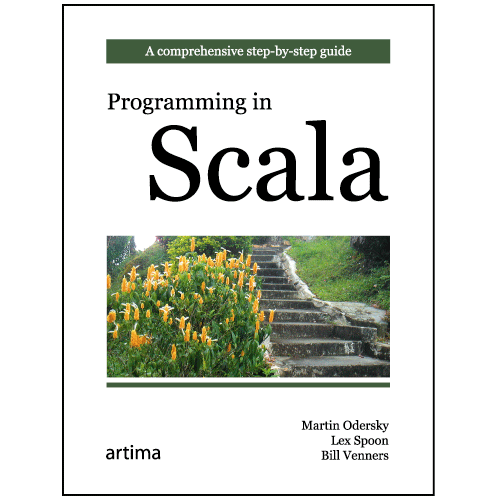 A comprehensive step-by-step guide
Programming in
Scala
Martin Odersky
Lex Spoon
Bill Venners
artima